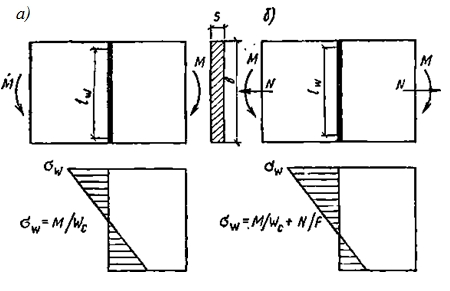 а) S б)
M M M M
N N
l_w в l_w
σ_w σ_w
σ_w = M/W_c σ_w = M/W_c + N/F